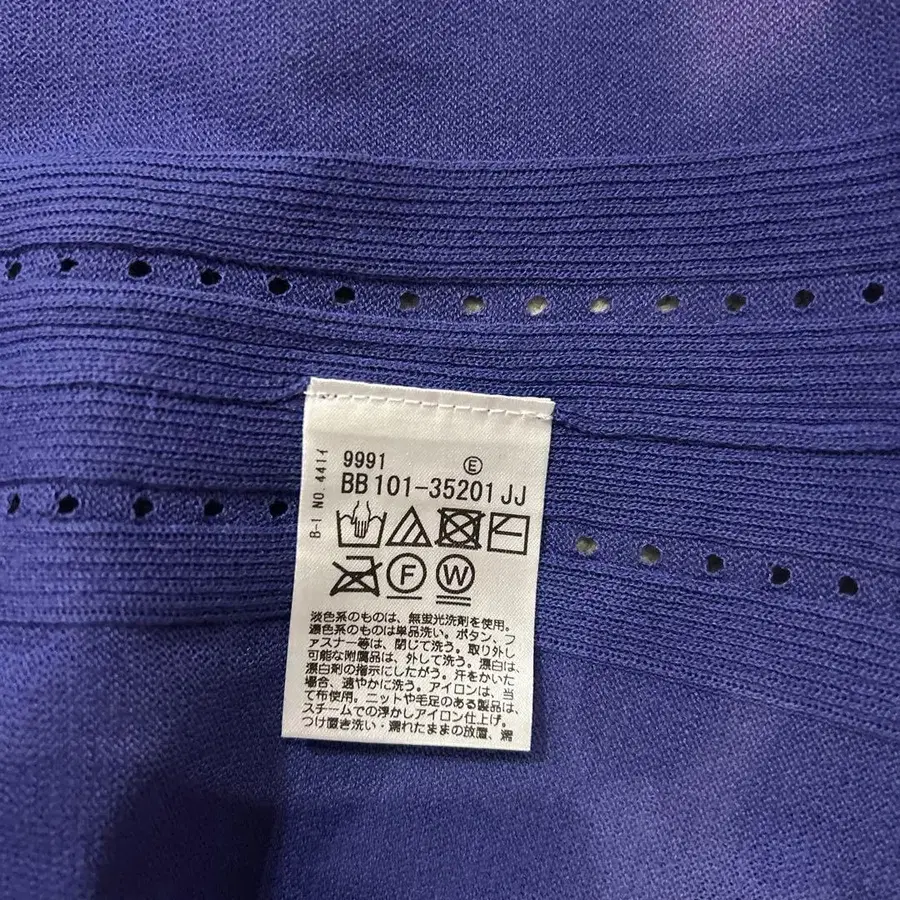 9991 Ⓔ
BB101-35201JJ
B-1 NO.4414イ
F W
淡色系のものは、無蛍光洗剤を使用。
濃色系のものは単品洗い。ボタン、フ
ァスナー等は、閉じて洗う。取り外し
可能な附属品は、外して洗う。漂白は、
漂白剤の指示にしたがう。汗をかいた
場合、速やかに洗う。アイロンは、当
て布使用。ニットや毛足のある製品は、
スチームでの浮かしアイロン仕上げ。
つけ置き洗い・濡れたままの放置、濡